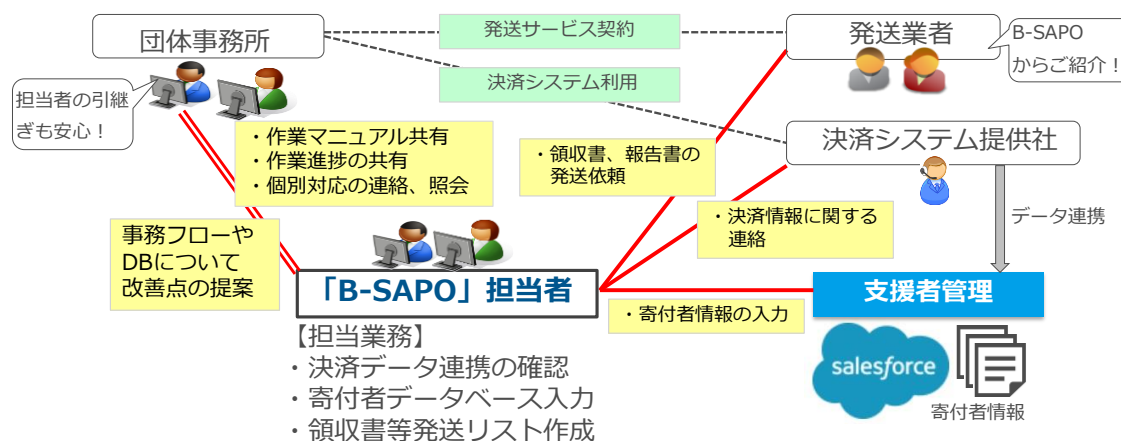 団体事務所
発送サービス契約
発送業者
B-SAPO
からご紹介！
担当者の引継
ぎも安心！
決済システム利用
決済システム提供社
・作業マニュアル共有
・作業進捗の共有
・個別対応の連絡、照会
・領収書、報告書の
発送依頼
・決済情報に関する
連絡
データ連携
事務フローや
DBについて
改善点の提案
「B-SAPO」担当者
・寄付者情報の入力
支援者管理
【担当業務】
・決済データ連携の確認
・寄付者データベース入力
・領収書等発送リスト作成
salesforce
寄付者情報